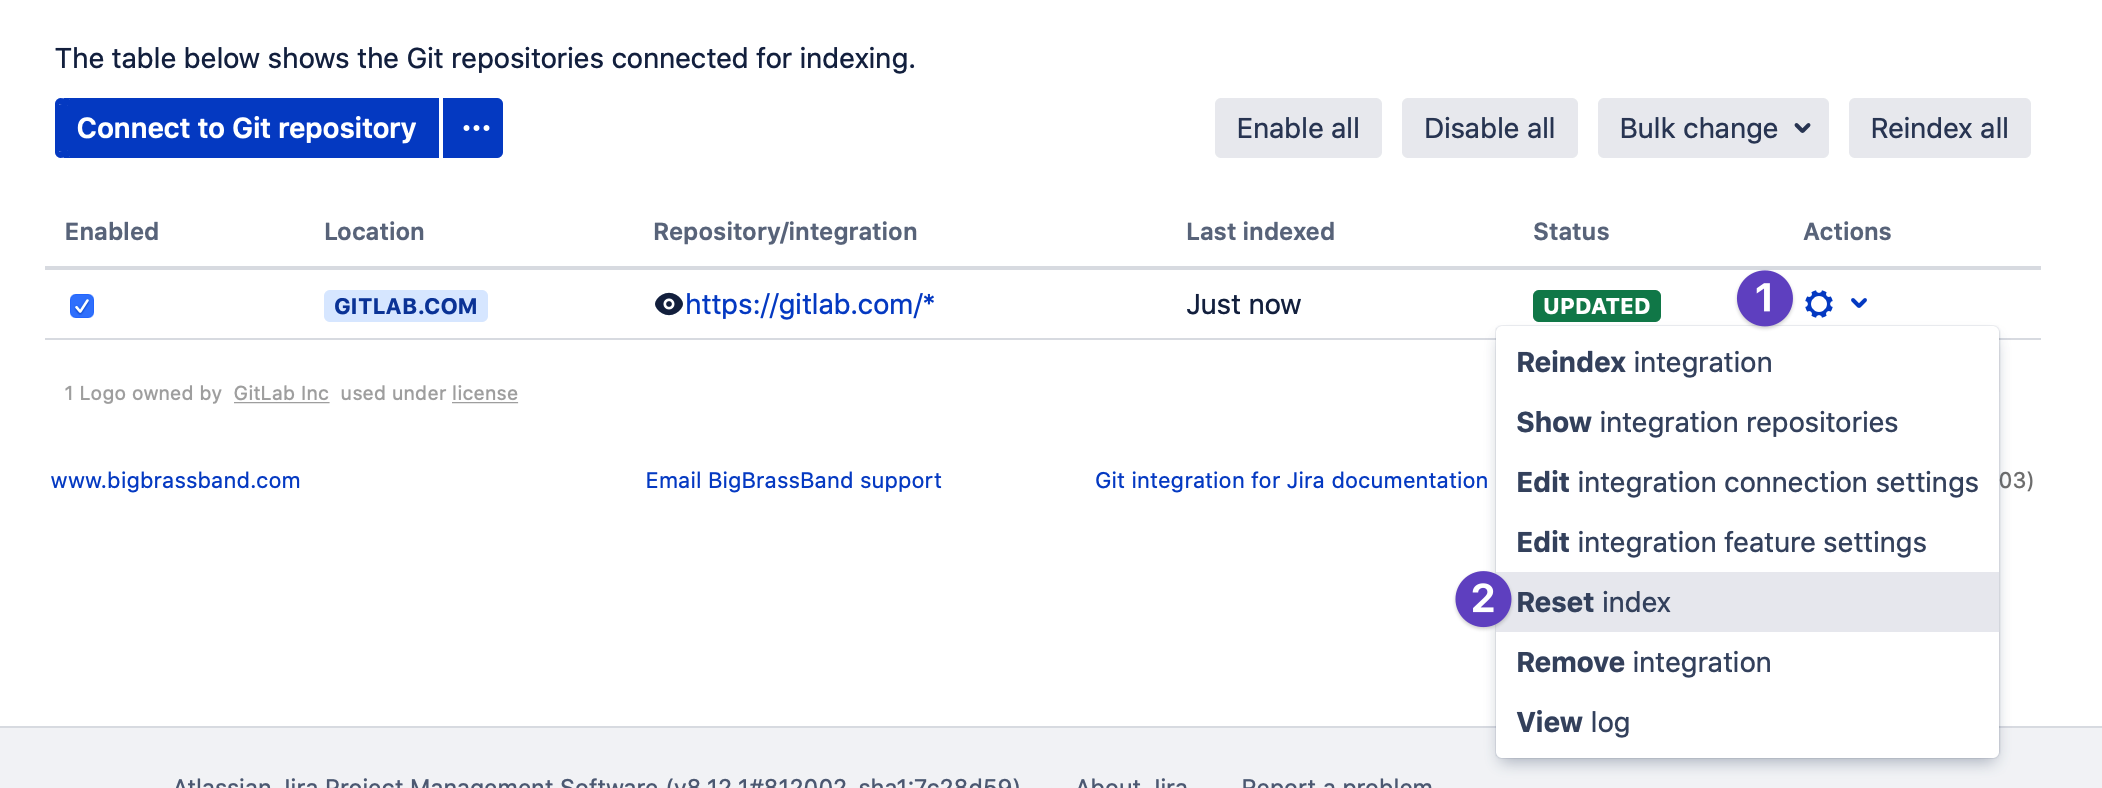 The table below shows the Git repositories connected for indexing.
Connect to Git repository ••• Enable all Disable all Bulk change Reindex all
Enabled Location Repository/integration Last indexed Status Actions
GITLAB.COM https://gitlab.com/* Just now UPDATED 1
Reindex integration
1 Logo owned by GitLab Inc used under license
Show integration repositories
www.bigbrassband.com Email BigBrassBand support Git integration for Jira documentation 03)
Edit integration connection settings
Edit integration feature settings
2 Reset index
Remove integration
View log
Atlassian Jira Project Management Software (v8.12.1#812002-sha1:7c28d59) About Jira Report a problem